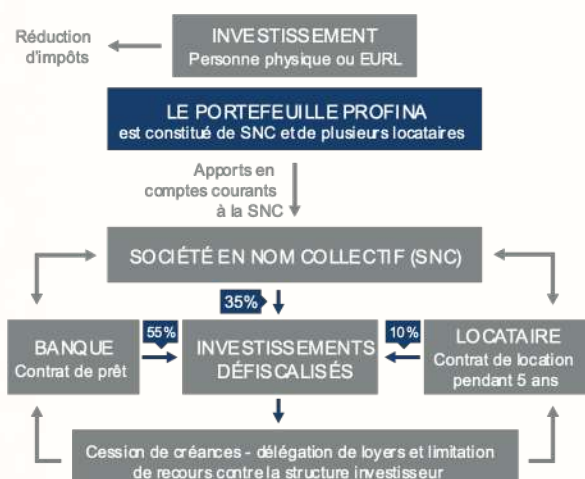 Réduction
d'impôts
INVESTISSEMENT
Personne physique ou EURL
LE PORTEFEUILLE PROFINA
est constitué de SNC et de plusieurs locataires
Apports en
comptes courants
à la SNC
SOCIÉTÉ EN NOM COLLECTIF (SNC)
35%
BANQUE
Contrat de prêt
55%
INVESTISSEMENTS
DÉFISCALISÉS
10%
LOCATAIRE
Contrat de location
pendant 5 ans
Cession de créances - délégation de loyers et limitation
de recours contre la structure investisseur